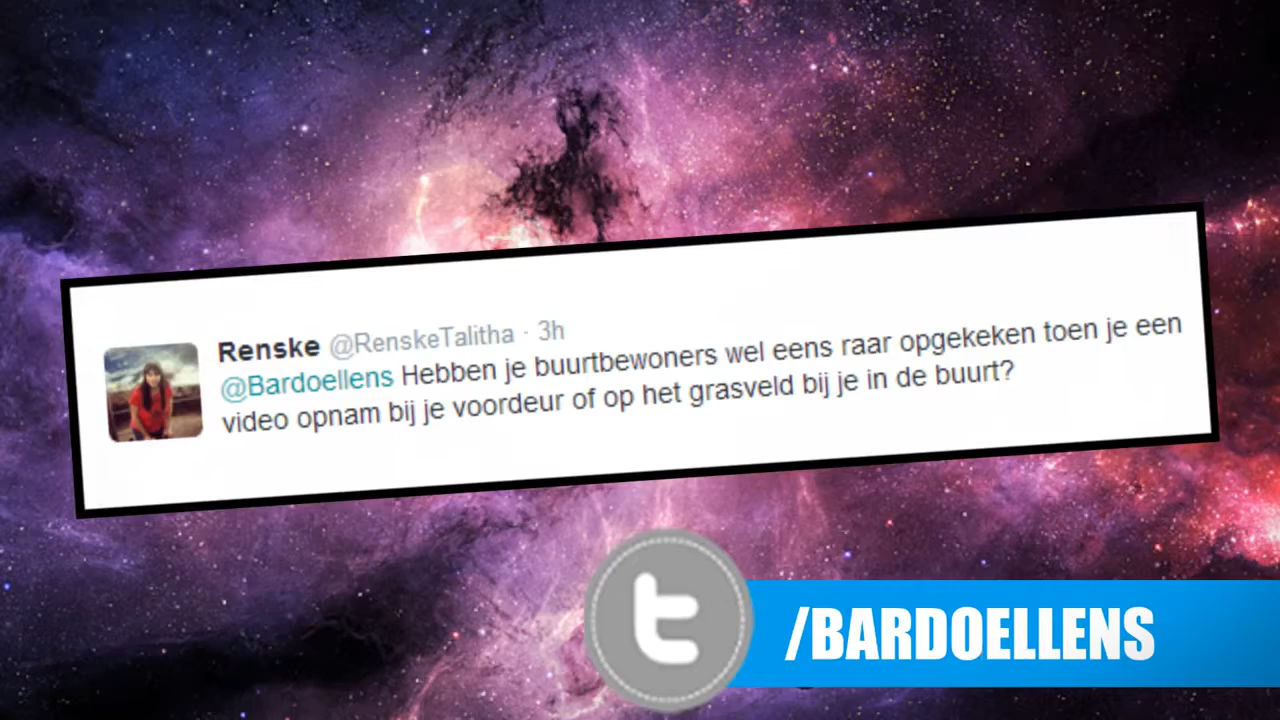 Renske @RenskeTalitha · 3h
@Bardoellens Hebben je buurtbewoners wel eens raar opgekeken toen je een
video opnam bij je voordeur of op het grasveld bij je in de buurt?
/BARDOELLENS